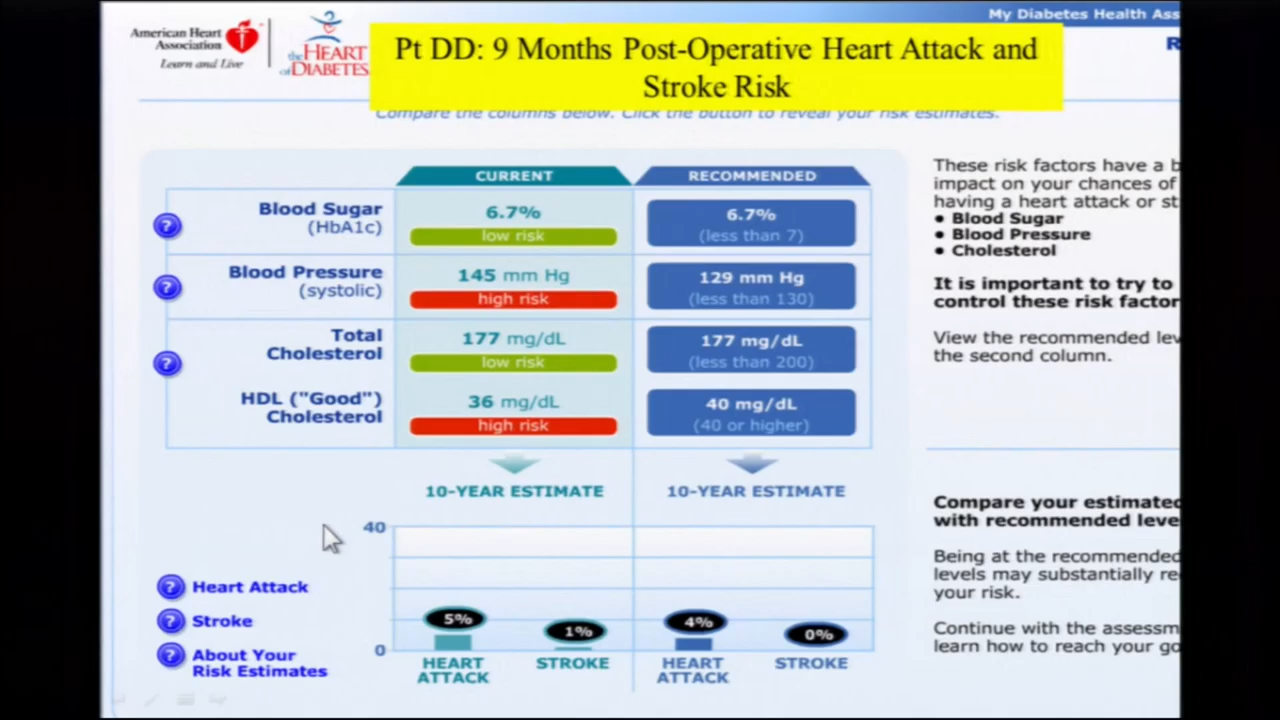 American Heart
Association
Learn and Live
the HEART
OF DIABETES
My Diabetes Health Ass
R
Pt DD: 9 Months Post-Operative Heart Attack and
Stroke Risk
Compare the columns below. Click the button to reveal your risk estimates.
CURRENT
RECOMMENDED
Blood Sugar
(HbA1c)
6.7%
low risk
6.7%
(less than 7)
Blood Pressure
(systolic)
145 mm Hg
high risk
129 mm Hg
(less than 130)
Total
Cholesterol
177 mg/dL
low risk
177 mg/dL
(less than 200)
HDL ("Good")
Cholesterol
36 mg/dL
high risk
40 mg/dL
(40 or higher)
10-YEAR ESTIMATE
10-YEAR ESTIMATE
40
0
5%
1%
4%
0%
HEART
ATTACK
STROKE
HEART
ATTACK
STROKE
? Heart Attack
? Stroke
? About Your
Risk Estimates
These risk factors have a b
impact on your chances of
having a heart attack or st
• Blood Sugar
• Blood Pressure
• Cholesterol
It is important to try to
control these risk factor
View the recommended lev
the second column.
Compare your estimated
with recommended leve
Being at the recommended
levels may substantially re
your risk.
Continue with the assessm
learn how to reach your go